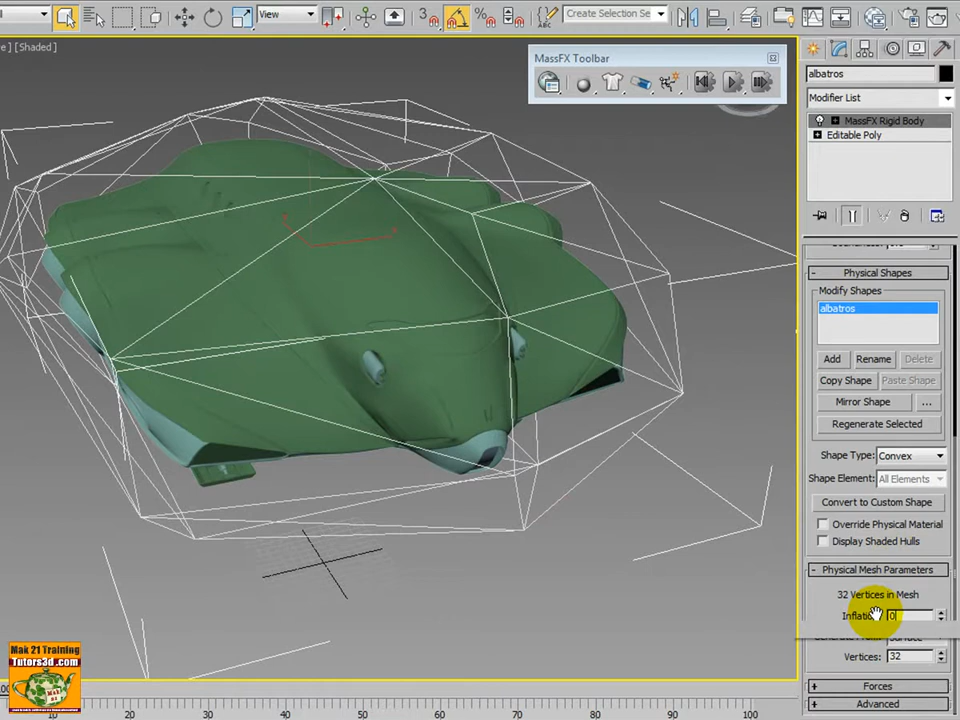 View
Create Selection Se
e ] [Shaded ]
MassFX Toolbar
albatros
Modifier List
MassFX Rigid Body
Editable Poly
- Physical Shapes
Modify Shapes
albatros
Add
Rename
Delete
Copy Shape
Paste Shape
Mirror Shape
...
Regenerate Selected
Shape Type: Convex
Shape Element: All Elements
Convert to Custom Shape
Override Physical Material
Display Shaded Hulls
- Physical Mesh Parameters
32 Vertices in Mesh
0
Vertices: 32
+ Forces
+ Advanced
Mak 21 Training
Tutors3d.com
Mak
21
10
20
30
40
50
60
70
80
90
100